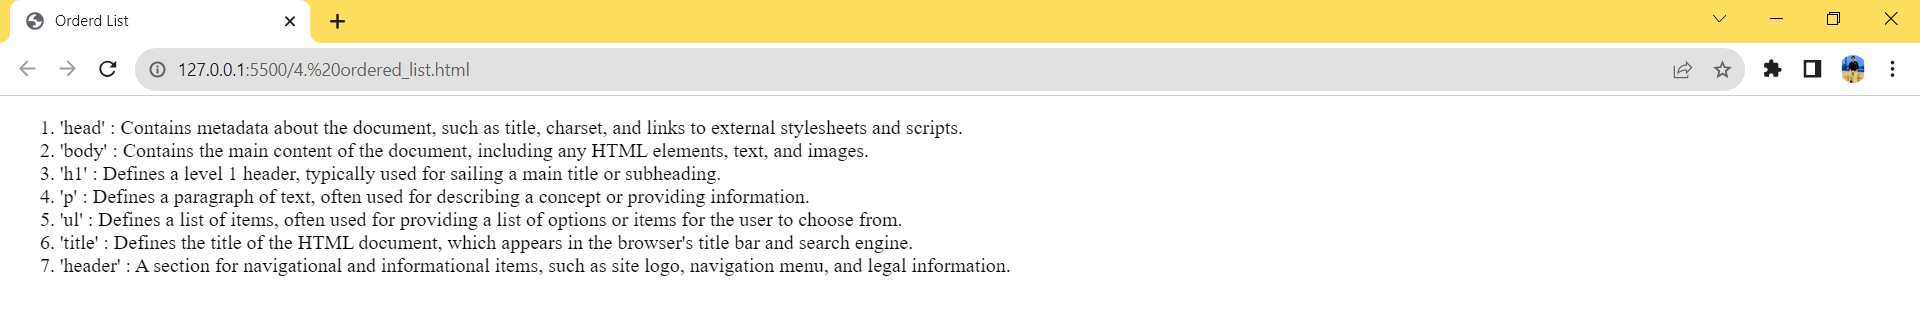 Orderd List
127.0.0.1:5500/4.%20ordered_list.html
1. 'head' : Contains metadata about the document, such as title, charset, and links to external stylesheets and scripts.
2. 'body' : Contains the main content of the document, including any HTML elements, text, and images.
3. 'h1' : Defines a level 1 header, typically used for sailing a main title or subheading.
4. 'p' : Defines a paragraph of text, often used for describing a concept or providing information.
5. 'ul' : Defines a list of items, often used for providing a list of options or items for the user to choose from.
6. 'title' : Defines the title of the HTML document, which appears in the browser's title bar and search engine.
7. 'header' : A section for navigational and informational items, such as site logo, navigation menu, and legal information.